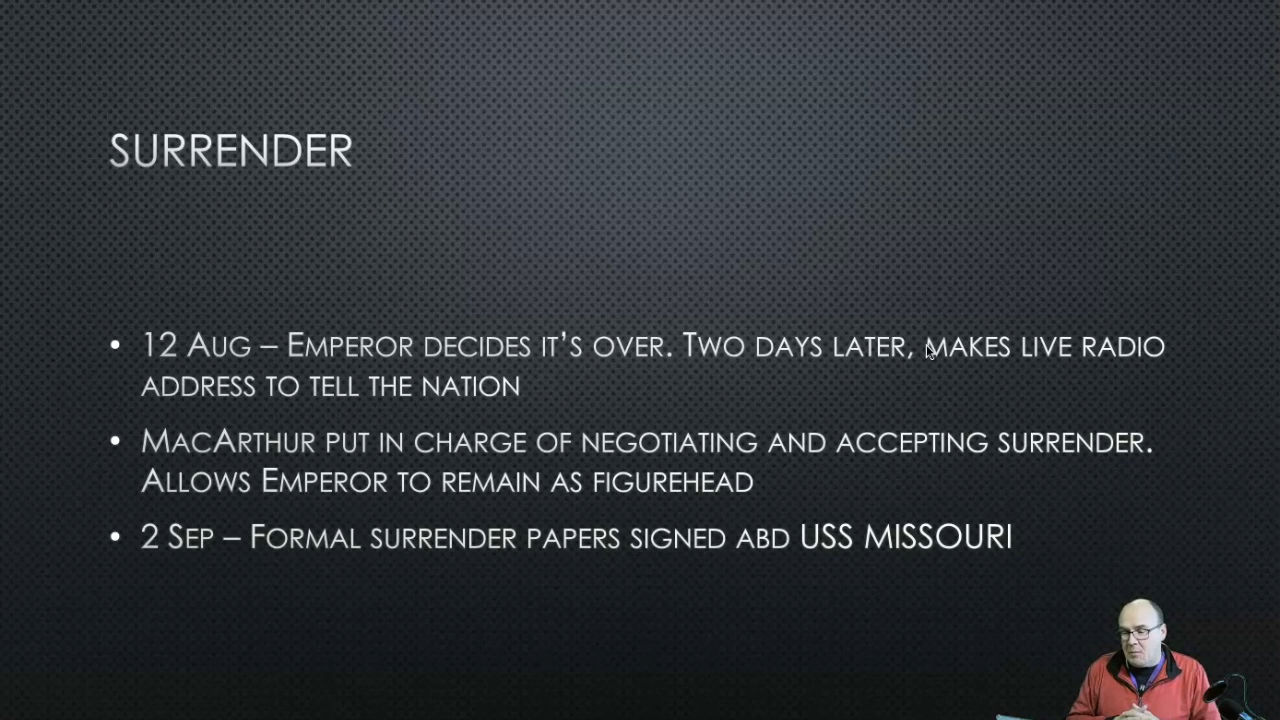 SURRENDER
• 12 Aug – Emperor decides it’s over. Two days later, makes live radio
address to tell the nation
• MacArthur put in charge of negotiating and accepting surrender.
Allows Emperor to remain as figurehead
• 2 Sep – Formal surrender papers signed abd USS MISSOURI